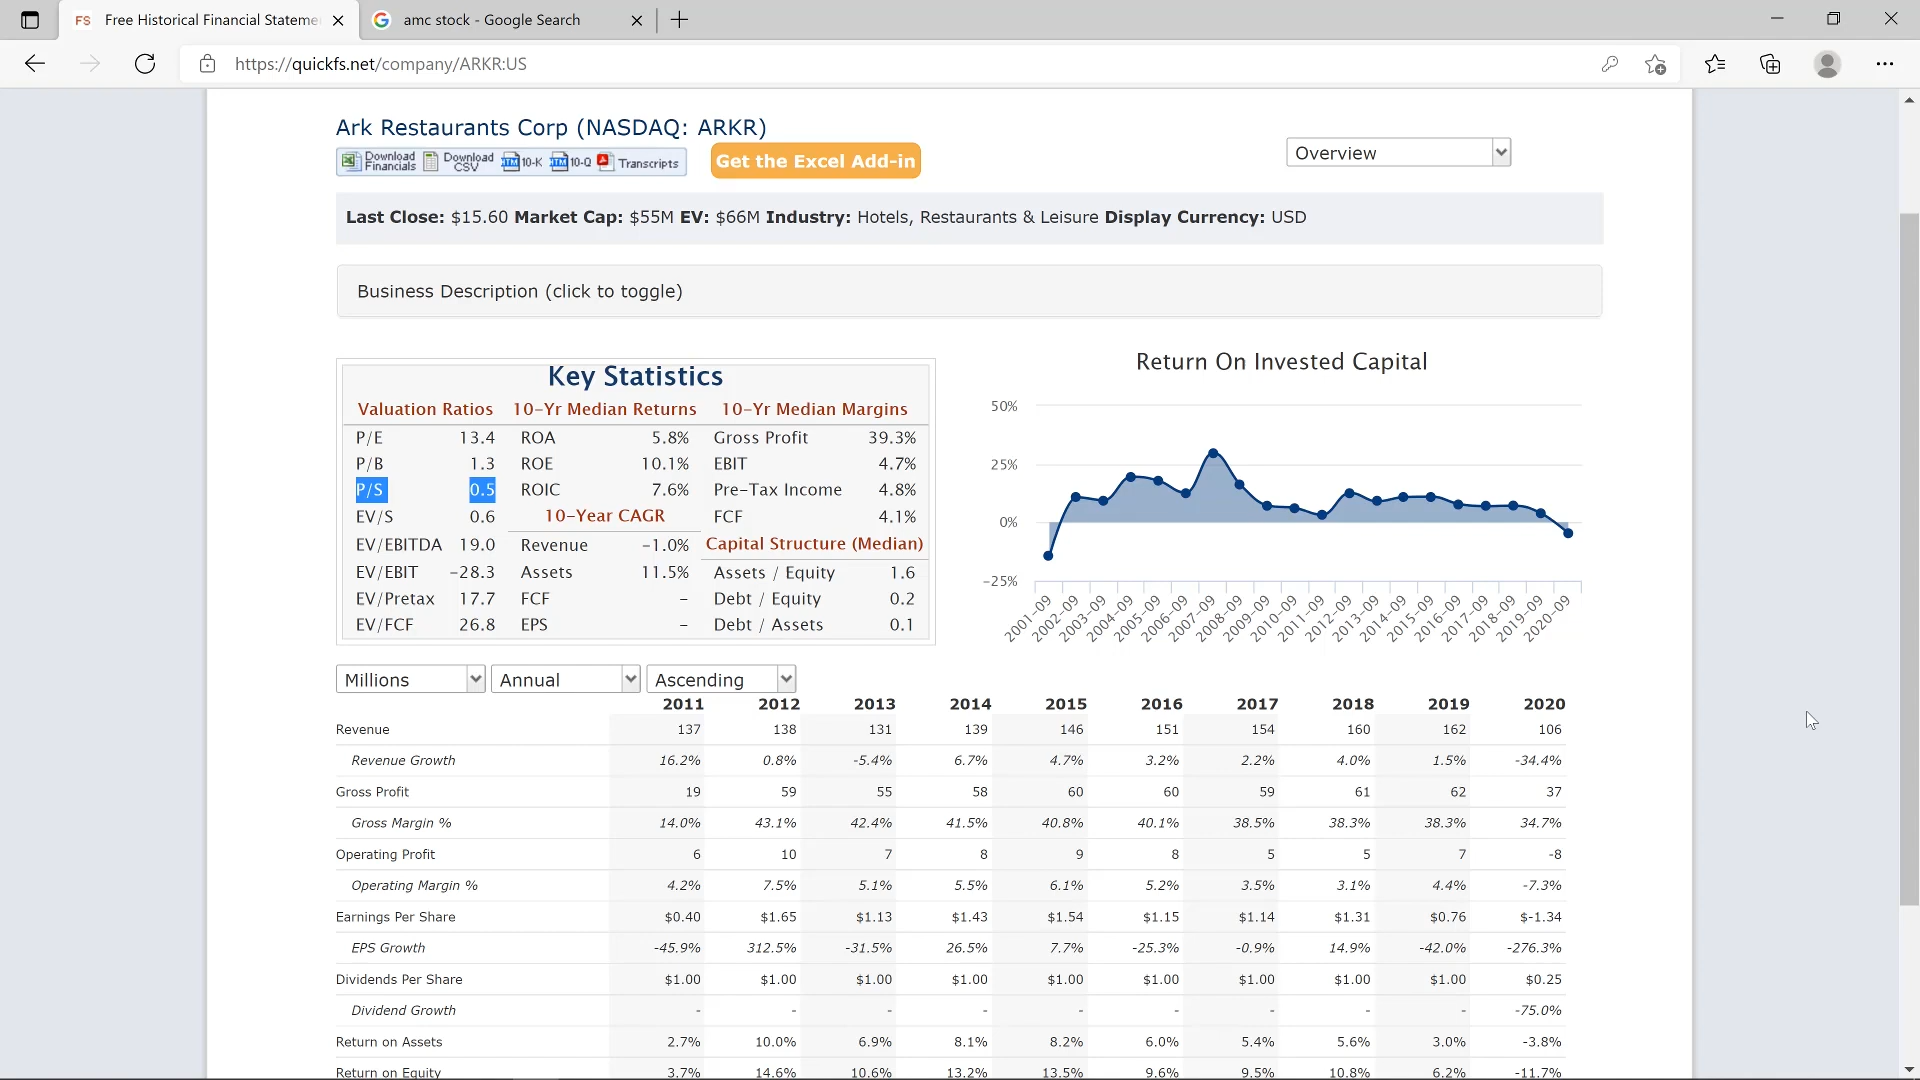 Free Historical Financial Stateme
amc stock - Google Search
https://quickfs.net/company/ARKR:US
Ark Restaurants Corp (NASDAQ: ARKR)
Download Financials Download CSV 10-K 10-Q Transcripts
Get the Excel Add-in
Overview
Last Close: $15.60 Market Cap: $55M EV: $66M Industry: Hotels, Restaurants & Leisure Display Currency: USD
Business Description (click to toggle)
Key Statistics
Valuation Ratios 10-Yr Median Returns 10-Yr Median Margins
P/E 13.4 ROA 5.8% Gross Profit 39.3%
P/B 1.3 ROE 10.1% EBIT 4.7%
P/S 0.5 ROIC 7.6% Pre-Tax Income 4.8%
EV/S 0.6 10-Year CAGR FCF 4.1%
EV/EBITDA 19.0 Revenue -1.0% Capital Structure (Median)
EV/EBIT -28.3 Assets 11.5% Assets / Equity 1.6
EV/Pretax 17.7 FCF - Debt / Equity 0.2
EV/FCF 26.8 EPS - Debt / Assets 0.1
Return On Invested Capital
50%
25%
0%
-25%
2001-09 2002-09 2003-09 2004-09 2005-09 2006-09 2007-09 2008-09 2009-09 2010-09 2011-09 2012-09 2013-09 2014-09 2015-09 2016-09 2017-09 2018-09 2019-09 2020-09
Millions Annual Ascending
2011 2012 2013 2014 2015 2016 2017 2018 2019 2020
Revenue 137 138 131 139 146 151 154 160 162 106
Revenue Growth 16.2% 0.8% -5.4% 6.7% 4.7% 3.2% 2.2% 4.0% 1.5% -34.4%
Gross Profit 19 59 55 58 60 60 59 61 62 37
Gross Margin % 14.0% 43.1% 42.4% 41.5% 40.8% 40.1% 38.5% 38.3% 38.3% 34.7%
Operating Profit 6 10 7 8 9 8 5 5 7 -8
Operating Margin % 4.2% 7.5% 5.1% 5.5% 6.1% 5.2% 3.5% 3.1% 4.4% -7.3%
Earnings Per Share $0.40 $1.65 $1.13 $1.43 $1.54 $1.15 $1.14 $1.31 $0.76 $-1.34
EPS Growth -45.9% 312.5% -31.5% 26.5% 7.7% -25.3% -0.9% 14.9% -42.0% -276.3%
Dividends Per Share $1.00 $1.00 $1.00 $1.00 $1.00 $1.00 $1.00 $1.00 $1.00 $0.25
Dividend Growth - - - - - - - - - -75.0%
Return on Assets 2.7% 10.0% 6.9% 8.1% 8.2% 6.0% 5.4% 5.6% 3.0% -3.8%
Return on Equity 3.7% 14.6% 10.6% 13.2% 13.5% 9.6% 9.5% 10.8% 6.2% -11.7%